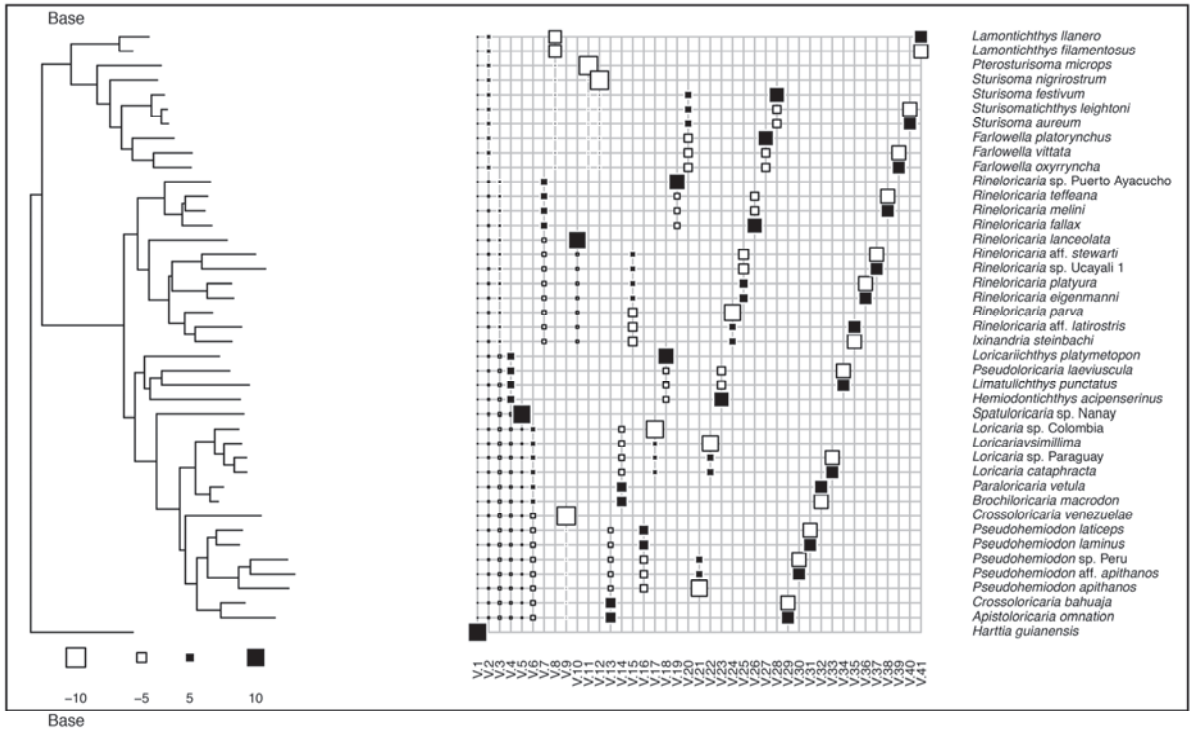 Base
Lamontichthys llanero
Lamontichthys filamentosus
Pterosturisoma microps
Sturisoma nigrirostrum
Sturisoma festivum
Sturisomatichthys leightoni
Sturisoma aureum
Farlowella platorynchus
Farlowella vittata
Farlowella oxyrryncha
Rineloricaria sp. Puerto Ayacucho
Rineloricaria teffeana
Rineloricaria melini
Rineloricaria fallax
Rineloricaria lanceolata
Rineloricaria aff. stewarti
Rineloricaria sp. Ucayali 1
Rineloricaria platyura
Rineloricaria eigenmanni
Rineloricaria parva
Rineloricaria aff. latirostris
Ixinandria steinbachi
Loricariichthys platymetopon
Pseudoloricaria laeviuscula
Limatulichthys punctatus
Hemiodontichthys acipenserinus
Spatuloricaria sp. Nanay
Loricaria sp. Colombia
Loricariavsimillima
Loricaria sp. Paraguay
Loricaria cataphracta
Paraloricaria vetula
Brochiloricaria macrodon
Crossoloricaria venezuelae
Pseudohemiodon laticeps
Pseudohemiodon laminus
Pseudohemiodon sp. Peru
Pseudohemiodon aff. apithanos
Pseudohemiodon apithanos
Crossoloricaria bahuaja
Apistoloricaria omnation
Harttia guianensis
V.1 V.2 V.3 V.4 V.5 V.6 V.7 V.8 V.9 V.10 V.11 V.12 V.13 V.14 V.15 V.16 V.17 V.18 V.19 V.20 V.21 V.22 V.23 V.24 V.25 V.26 V.27 V.28 V.29 V.30 V.31 V.32 V.33 V.34 V.35 V.36 V.37 V.38 V.39 V.40 V.41
−10 −5 5 10
Base